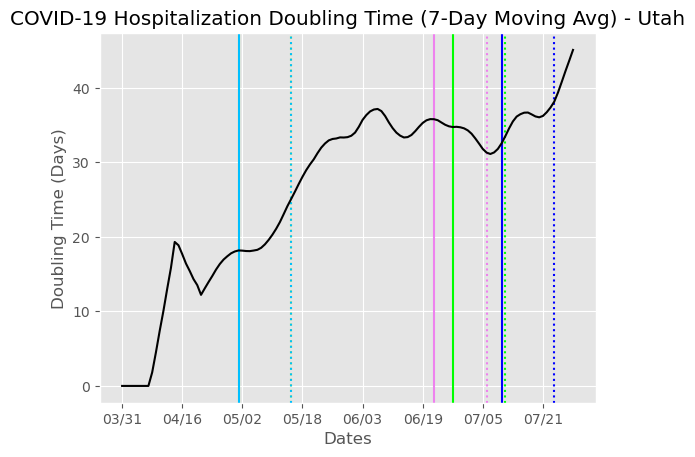 COVID-19 Hospitalization Doubling Time (7-Day Moving Avg) - Utah
40
30
20
10
0
Doubling Time (Days)
03/31 04/16 05/02 05/18 06/03 06/19 07/05 07/21
Dates